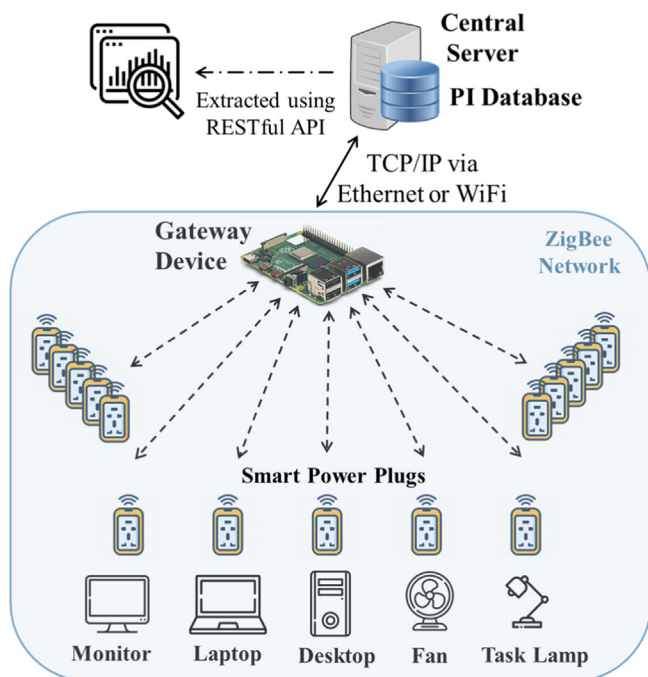 Central
Server
PI Database
Extracted using
RESTful API
TCP/IP via
Ethernet or WiFi
Gateway
Device
ZigBee
Network
Smart Power Plugs
Monitor
Laptop
Desktop
Fan
Task Lamp